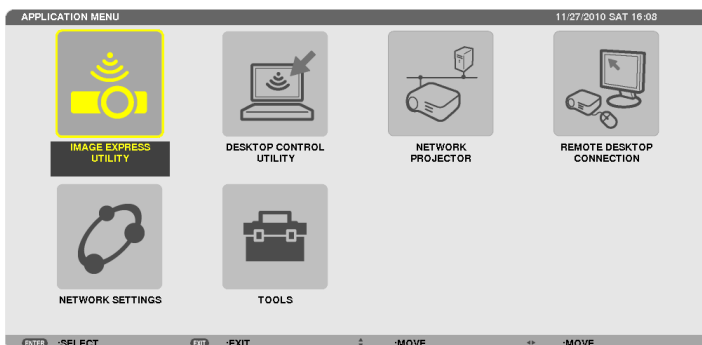 APPLICATION MENU 11/27/2010 SAT 16:08
IMAGE EXPRESS
UTILITY
DESKTOP CONTROL
UTILITY
NETWORK
PROJECTOR
REMOTE DESKTOP
CONNECTION
NETWORK SETTINGS
TOOLS
ENTER :SELECT EXIT :EXIT :MOVE :MOVE